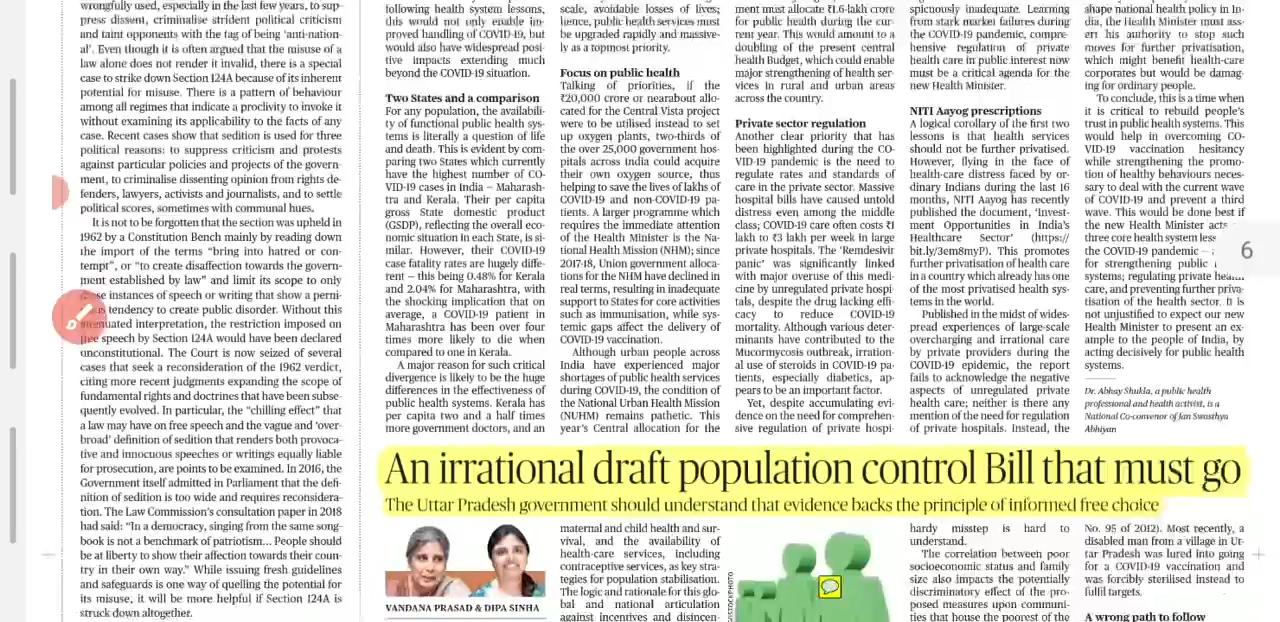 wrongfully used, especially in the last few years, to sup-
press dissent, criminalise strident political criticism
and taint opponents with the tag of being 'anti-nation-
al'. Even though it is often argued that the misuse of a
law alone does not render it invalid, there is a special
case to strike down Section 124A because of its inherent
potential for misuse. There is a pattern of behaviour
among all regimes that indicate a proclivity to invoke it
without examining its applicability to the facts of any
case. Recent cases show that sedition is used for three
political reasons: to suppress criticism and protests
against particular policies and projects of the govern-
ment, to criminalise dissenting opinion from rights de-
fenders, lawyers, activists and journalists, and to settle
political scores, sometimes with communal hues.
It is not to be forgotten that the section was upheld in
1962 by a Constitution Bench mainly by reading down
the import of the terms "bring into hatred or con-
tempt", or "to create disaffection towards the govern-
ment established by law" and limit its scope to only
instances of speech or writing that show a perni-
tendency to create public disorder. Without this
interpretation, the restriction imposed on
speech by Section 124A would have been declared
unconstitutional. The Court is now seized of several
cases that seek a reconsideration of the 1962 verdict,
citing more recent judgments expanding the scope of
fundamental rights and doctrines that have been subse-
quently evolved. In particular, the "chilling effect" that
a law may have on free speech and the vague and 'over-
broad' definition of sedition that renders both provoca-
tive and innocuous speeches or writings equally liable
for prosecution, are points to be examined. In 2016, the
Government itself admitted in Parliament that the defi-
nition of sedition is too wide and requires reconsidera-
tion. The Law Commission's consultation paper in 2018
had said: "In a democracy, singing from the same song-
book is not a benchmark of patriotism... People should
be at liberty to show their affection towards their coun-
try in their own way." While issuing fresh guidelines
and safeguards is one way of quelling the potential for
its misuse, it will be more helpful if Section 124A is
struck down altogether.
following health system lessons,
this would not only enable im-
proved handling of COVID-19, but
would also have widespread posi-
tive impacts extending much
beyond the COVID-19 situation.
Two States and a comparison
For any population, the availabili-
ty of functional public health sys-
tems is literally a question of life
and death. This is evident by com-
paring two States which currently
have the highest number of CO-
VID-19 cases in India – Maharash-
tra and Kerala. Their per capita
gross State domestic product
(GSDP), reflecting the overall eco-
nomic situation in each State, is si-
milar. However, their COVID-19
case fatality rates are hugely differ-
ent – this being 0.48% for Kerala
and 2.04% for Maharashtra, with
the shocking implication that on
average, a COVID-19 patient in
Maharashtra has been over four
times more likely to die when
compared to one in Kerala.
A major reason for such critical
divergence is likely to be the huge
differences in the effectiveness of
public health systems. Kerala has
per capita two and a half times
more government doctors, and an
scale, avoidable losses of lives;
hence, public health services must
be upgraded rapidly and massive-
ly as a topmost priority.
Focus on public health
Talking of priorities, if the
₹20,000 crore or nearabout allo-
cated for the Central Vista project
were to be utilised instead to set
up oxygen plants, two-thirds of
the over 25,000 government hos-
pitals across India could acquire
their own oxygen source, thus
helping to save the lives of lakhs of
COVID-19 and non-COVID-19 pa-
tients. A larger programme which
requires the immediate attention
of the Health Minister is the Na-
tional Health Mission (NHM); since
2017-18, Union government alloca-
tions for the NHM have declined in
real terms, resulting in inadequate
support to States for core activities
such as immunisation, while sys-
temic gaps affect the delivery of
COVID-19 vaccination.
Although urban people across
India have experienced major
shortages of public health services
during COVID-19, the condition of
the National Urban Health Mission
(NUHM) remains pathetic. This
year's Central allocation for the
ment must allocate ₹1.6-lakh crore
for public health during the cur-
rent year. This would amount to a
doubling of the present central
health Budget, which could enable
major strengthening of health ser-
vices in rural and urban areas
across the country.
Private sector regulation
Another clear priority that has
been highlighted during the CO-
VID-19 pandemic is the need to
regulate rates and standards of
care in the private sector. Massive
hospital bills have caused untold
distress even among the middle
class; COVID-19 care often costs ₹1
lakh to ₹3 lakh per week in large
private hospitals. The 'Remdesivir
panic' was significantly linked
with major overuse of this medi-
cine by unregulated private hospi-
tals, despite the drug lacking effi-
cacy to reduce COVID-19
mortality. Although various deter-
minants have contributed to the
Mucormycosis outbreak, irration-
al use of steroids in COVID-19 pa-
tients, especially diabetics, ap-
pears to be an important factor.
Yet, despite accumulating evi-
dence on the need for comprehen-
sive regulation of private hospi-
spicuously inadequate. Learning
from stark market failures during
the COVID-19 pandemic, compre-
hensive regulation of private
health care in public interest now
must be a critical agenda for the
new Health Minister.
NITI Aayog prescriptions
A logical corollary of the first two
lessons is that health services
should not be further privatised.
However, flying in the face of
health-care distress faced by or-
dinary Indians during the last 16
months, NITI Aayog has recently
published the document, 'Invest-
ment Opportunities in India's
Healthcare Sector' (https://
bit.ly/3em8my1P). This promotes
further privatisation of health care
in a country which already has one
of the most privatised health sys-
tems in the world.
Published in the midst of wides-
pread experiences of large-scale
overcharging and irrational care
by private providers during the
COVID-19 epidemic, the report
fails to acknowledge the negative
aspects of unregulated private
health care; neither is there any
mention of the need for regulation
of private hospitals. Instead, the
shape national health policy in In-
dia, the Health Minister must ass-
ert his authority to stop such
moves for further privatisation,
which might benefit health-care
corporates but would be damag-
ing for ordinary people.
To conclude, this is a time when
it is critical to rebuild people's
trust in public health systems. This
would help in overcoming CO-
VID-19 vaccination hesitancy
while strengthening the promo-
tion of healthy behaviours neces-
sary to deal with the current wave
of COVID-19 and prevent a third
wave. This would be done best if
the new Health Minister acts
three core health system less
the COVID-19 pandemic –
for strengthening public
systems, regulating private
care, and preventing further priva-
tisation of the health sector. It is
not unjustified to expect our new
Health Minister to present an ex-
ample to the people of India, by
acting decisively for public health
systems.
Dr. Abhay Shukla, a public health
professional and health activist, is a
National Co-convenor of Jan Swasthya
Abhiyan
6
An irrational draft population control Bill that must go
The Uttar Pradesh government should understand that evidence backs the principle of informed free choice
VANDANA PRASAD & DIPA SINHA
maternal and child health and sur-
vival, and the availability of
health-care services, including
contraceptive services, as key stra-
tegies for population stabilisation.
The logic and rationale for this glo-
bal and national articulation
against incentives and disincen-
ISTOCKPHOTO
hardy misstep is hard to
understand.
The correlation between poor
socioeconomic status and family
size also impacts the potentially
discriminatory effect of the pro-
posed measures upon communi-
ties that house the poorest of the
No. 95 of 2012). Most recently, a
disabled man from a village in Ut-
tar Pradesh was lured into going
for a COVID-19 vaccination and
was forcibly sterilised instead to
fulfil targets.
A wrong path to follow